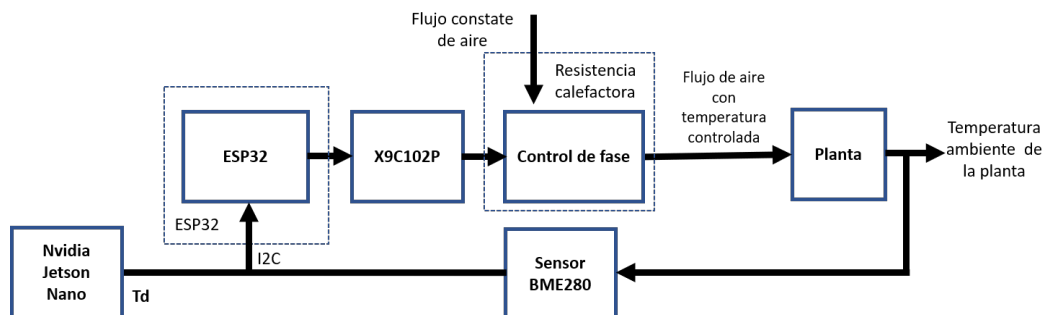 Flujo constate
de aire
Resistencia
calefactora
Flujo de aire
con
temperatura
controlada
Temperatura
ambiente de
la planta
ESP32
X9C102P
Control de fase
Planta
ESP32
I2C
Nvidia
Jetson
Nano
Td
Sensor
BME280